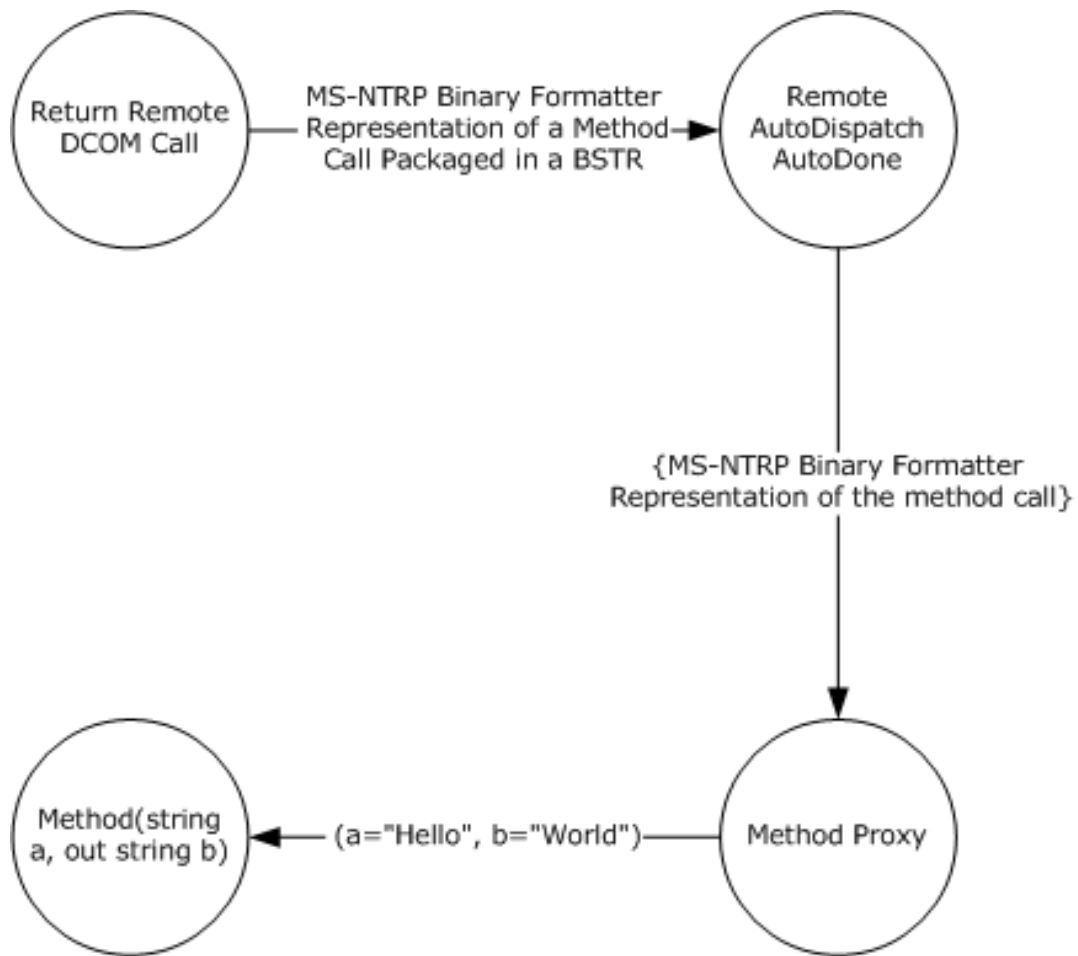 Return Remote
DCOM Call
MS-NTRP Binary Formatter
Representation of a Method
Call Packaged in a BSTR
Remote
AutoDispatch
AutoDone
{MS-NTRP Binary Formatter
Representation of the method call}
Method(string
a, out string b)
(a="Hello", b="World")
Method Proxy